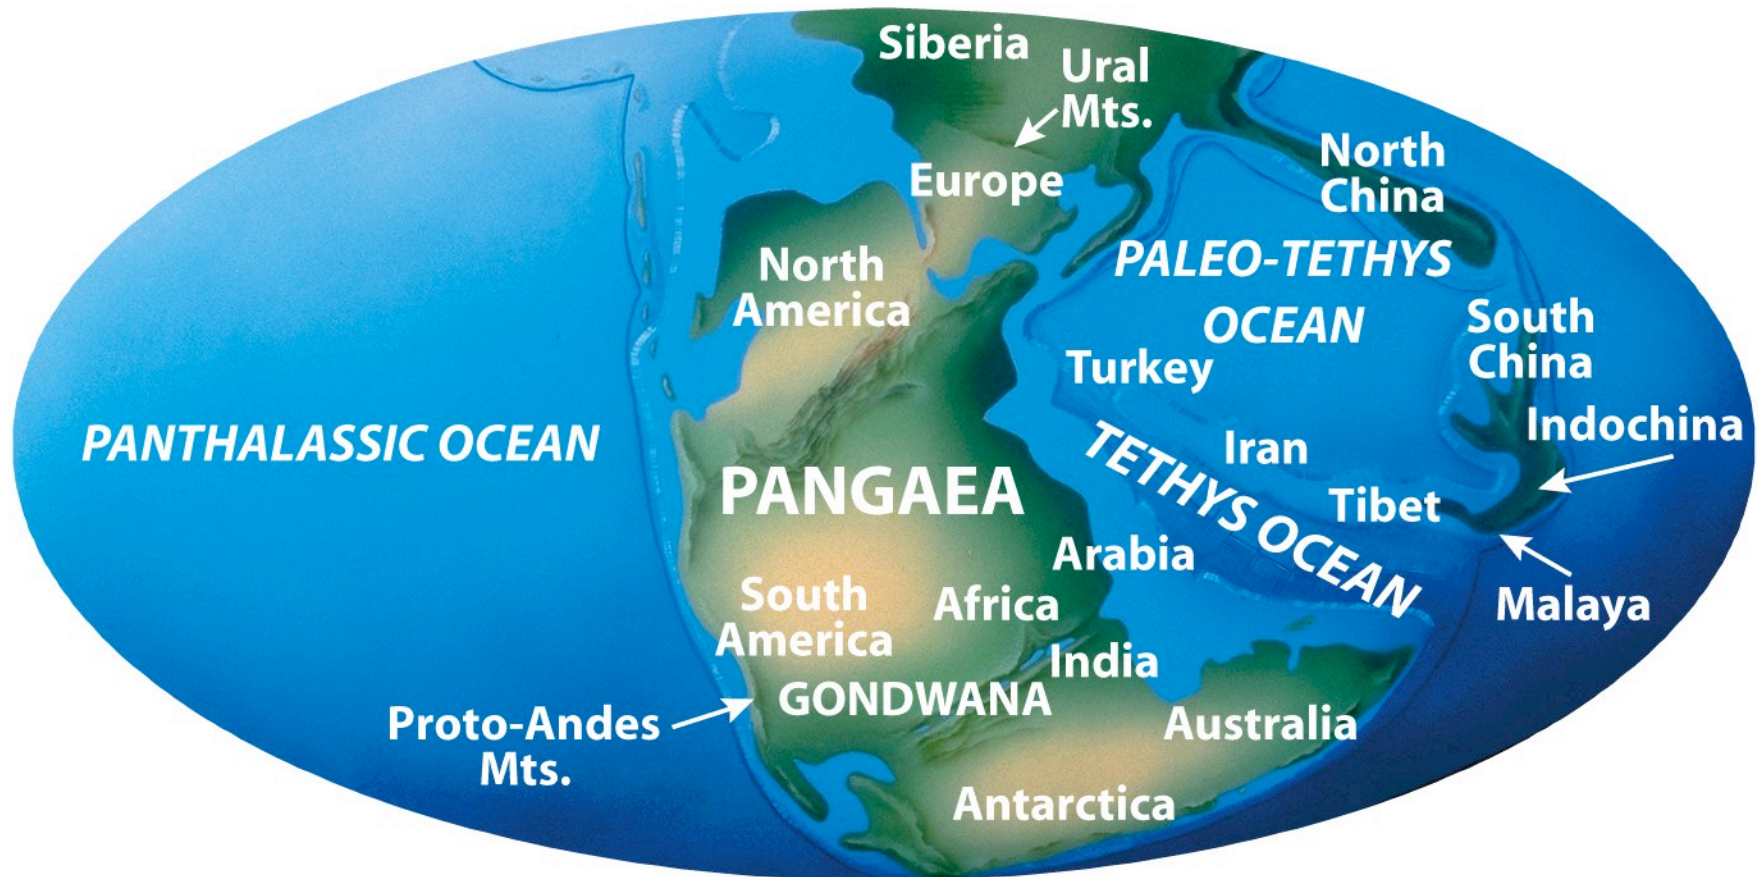 Siberia
Ural
Mts.
North
China
Europe
PALEO-TETHYS
OCEAN
North
America
South
China
Turkey
Indochina
PANTHALASSIC OCEAN
Iran
TETHYS OCEAN
PANGAEA
Tibet
Arabia
Malaya
South
America
Africa
India
GONDWANA
Proto-Andes
Mts.
Australia
Antarctica